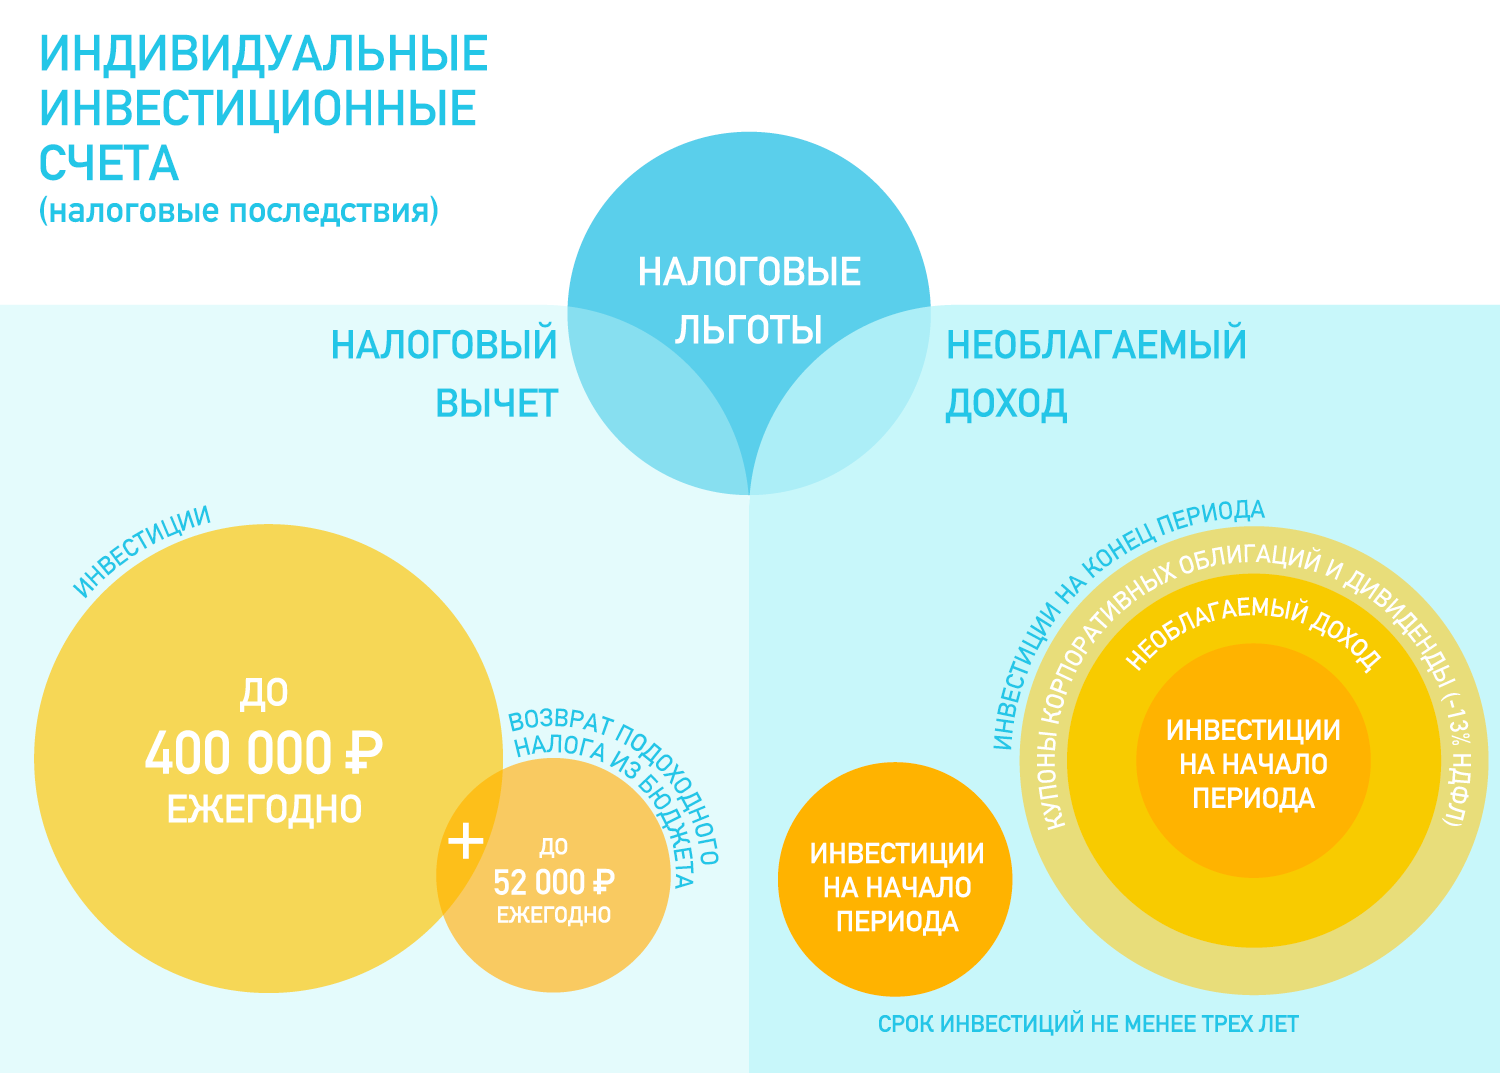 ИНДИВИДУАЛЬНЫЕ
ИНВЕСТИЦИОННЫЕ
СЧЕТА
(налоговые последствия)
НАЛОГОВЫЕ
ЛЬГОТЫ
НАЛОГОВЫЙ
ВЫЧЕТ
НЕОБЛАГАЕМЫЙ
ДОХОД
ИНВЕСТИЦИИ
ДО
400 000 ₽
ЕЖЕГОДНО
+
ВОЗВРАТ ПОДОХОДНОГО
НАЛОГА ИЗ БЮДЖЕТА
ДО
52 000 ₽
ЕЖЕГОДНО
ИНВЕСТИЦИИ
НА НАЧАЛО
ПЕРИОДА
ИНВЕСТИЦИИ НА КОНЕЦ ПЕРИОДА
КУПОНЫ КОРПОРАТИВНЫХ ОБЛИГАЦИЙ И ДИВИДЕНДЫ (-13% НДФЛ)
НЕОБЛАГАЕМЫЙ ДОХОД
ИНВЕСТИЦИИ
НА НАЧАЛО
ПЕРИОДА
СРОК ИНВЕСТИЦИЙ НЕ МЕНЕЕ ТРЕХ ЛЕТ